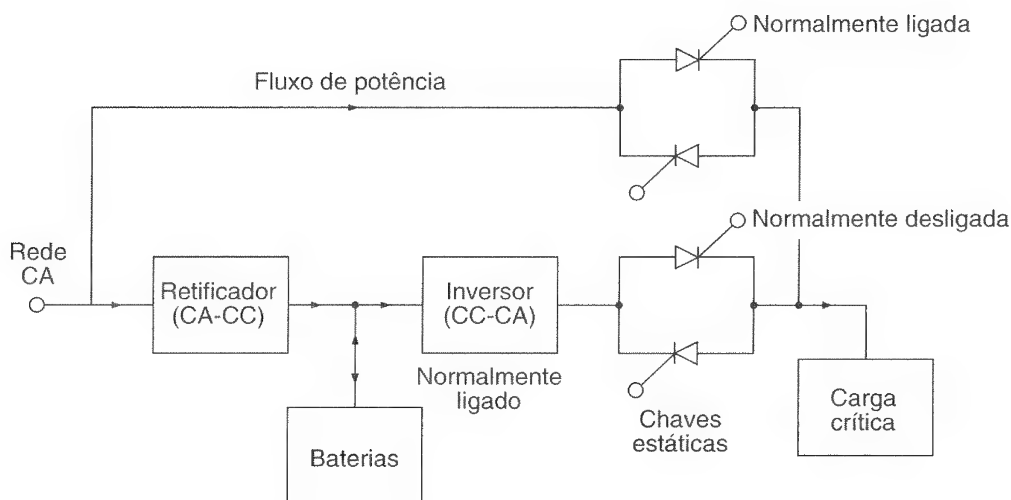 Normalmente ligada
Fluxo de potência
Normalmente desligada
Rede
CA
Retificador
(CA-CC)
Inversor
(CC-CA)
Normalmente
ligado
Chaves
estáticas
Carga
crítica
Baterias